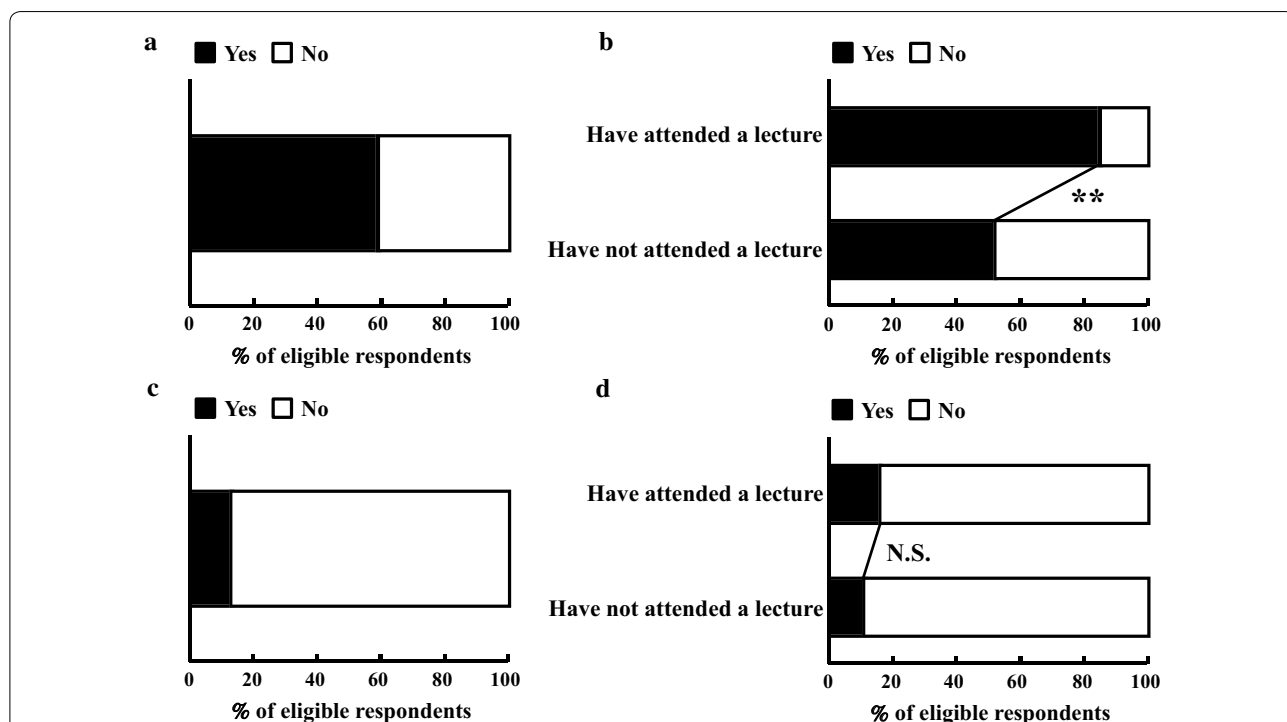 a
Yes No
0 20 40 60 80 100
% of eligible respondents
b
Yes No
Have attended a lecture
**
Have not attended a lecture
0 20 40 60 80 100
% of eligible respondents
c
Yes No
0 20 40 60 80 100
% of eligible respondents
d
Yes No
Have attended a lecture
N.S.
Have not attended a lecture
0 20 40 60 80 100
% of eligible respondents